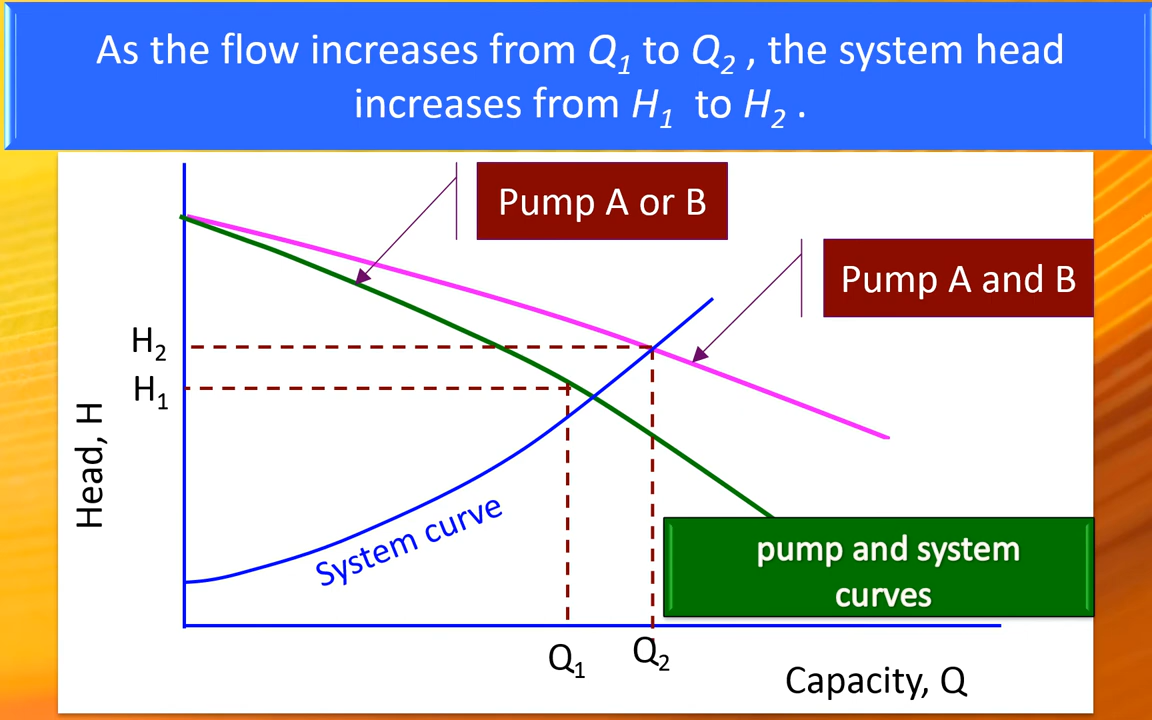 As the flow increases from Q1 to Q2 , the system head
increases from H1 to H2 .
Pump A or B
Pump A and B
H2
H1
Head, H
System curve
pump and system
curves
Q1
Q2
Capacity, Q